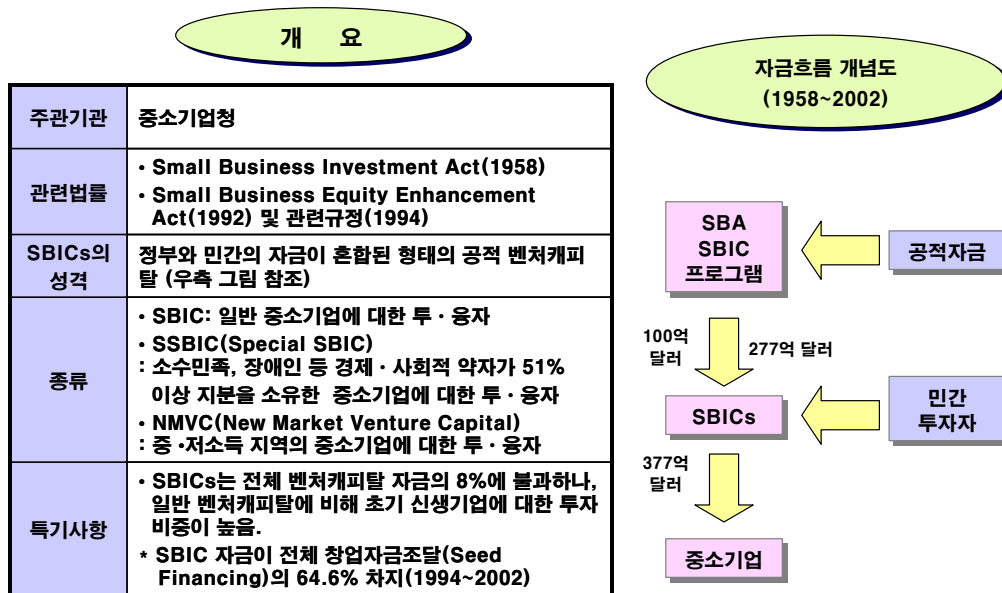 개 요
주관기관
중소기업청
관련법률
• Small Business Investment Act(1958)
• Small Business Equity Enhancement
Act(1992) 및 관련규정(1994)
SBICs의
성격
정부와 민간의 자금이 혼합된 형태의 공적 벤처캐피
탈 (우측 그림 참조)
종류
• SBIC: 일반 중소기업에 대한 투 · 융자
• SSBIC(Special SBIC)
: 소수민족, 장애인 등 경제 · 사회적 약자가 51%
이상 지분을 소유한 중소기업에 대한 투 · 융자
• NMVC(New Market Venture Capital)
: 중 ·저소득 지역의 중소기업에 대한 투 · 융자
특기사항
• SBICs는 전체 벤처캐피탈 자금의 8%에 불과하나,
일반 벤처캐피탈에 비해 초기 신생기업에 대한 투자
비중이 높음.
* SBIC 자금이 전체 창업자금조달(Seed
Financing)의 64.6% 차지(1994~2002)
자금흐름 개념도
(1958~2002)
SBA
SBIC
프로그램
공적자금
100억
달러
277억 달러
SBICs
민간
투자자
377억
달러
중소기업